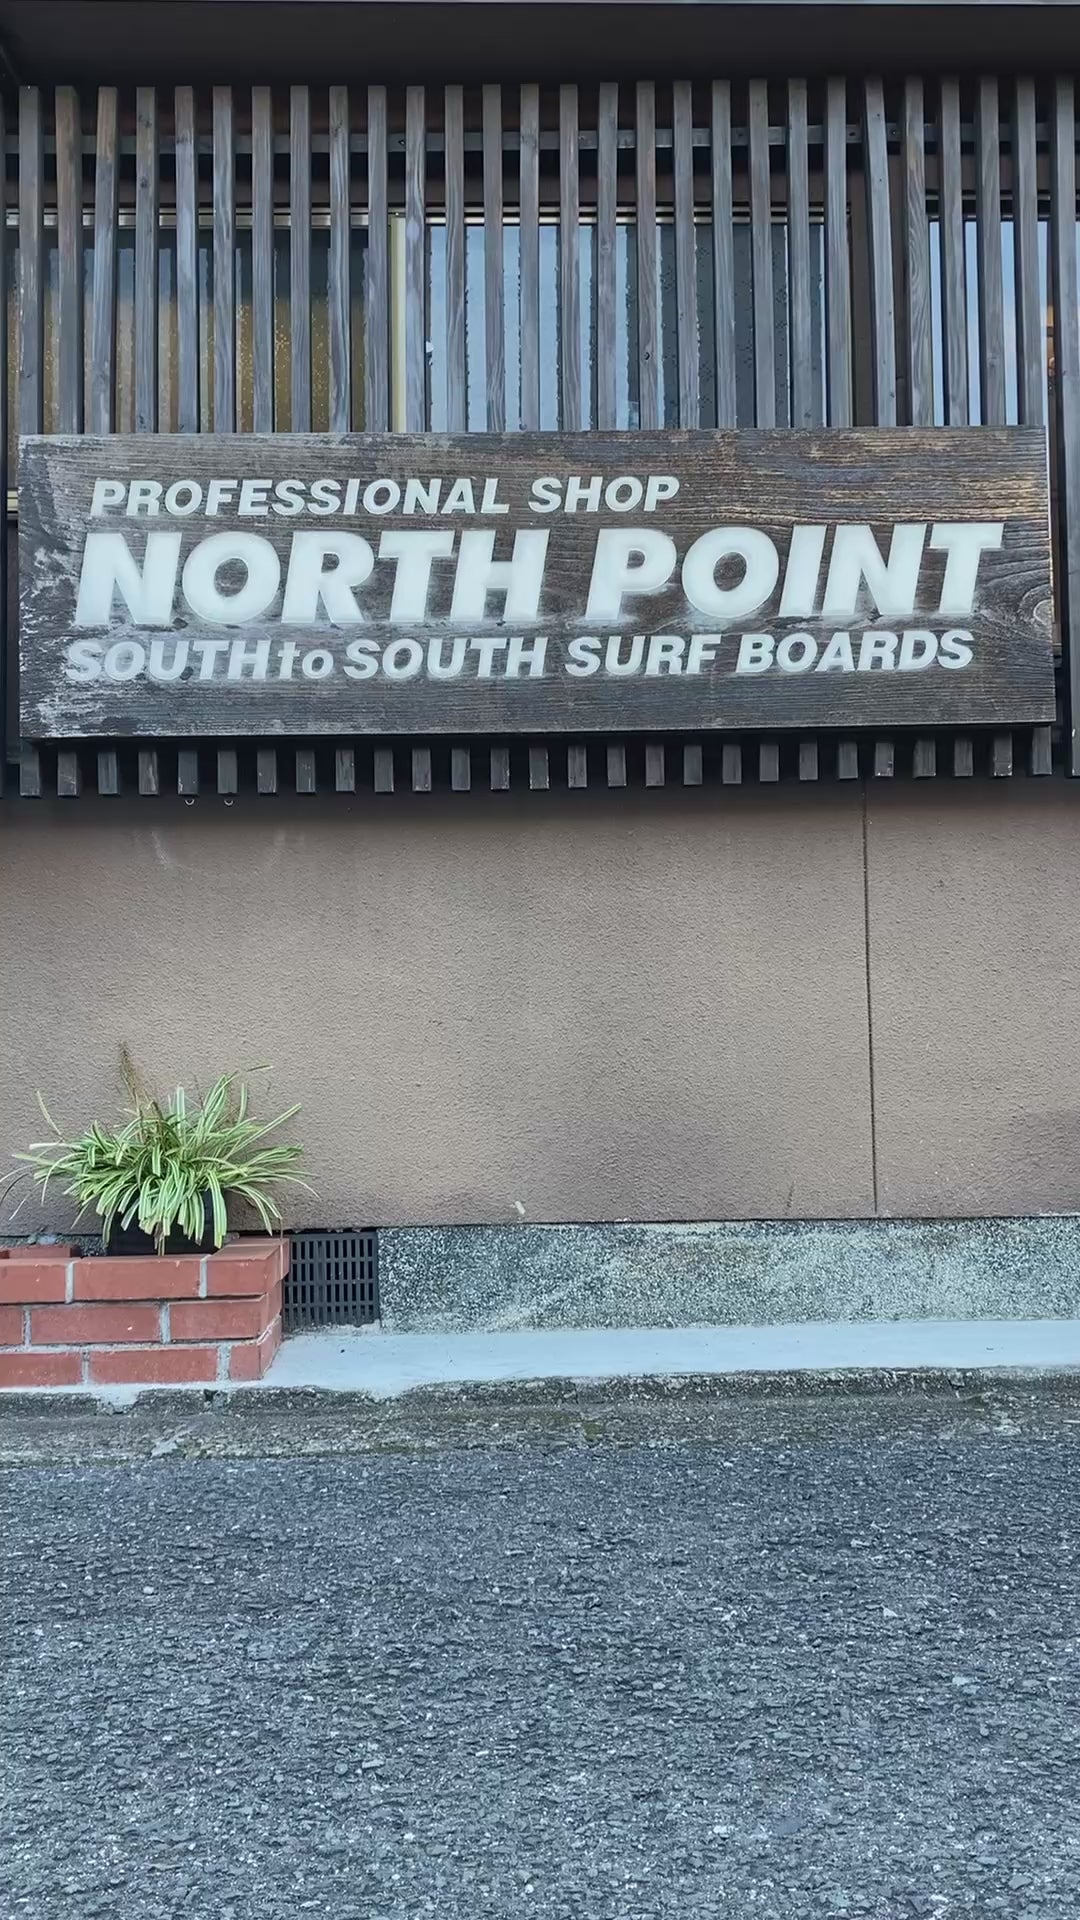 PROFESSIONAL SHOP
NORTH POINT
SOUTH to SOUTH SURF BOARDS